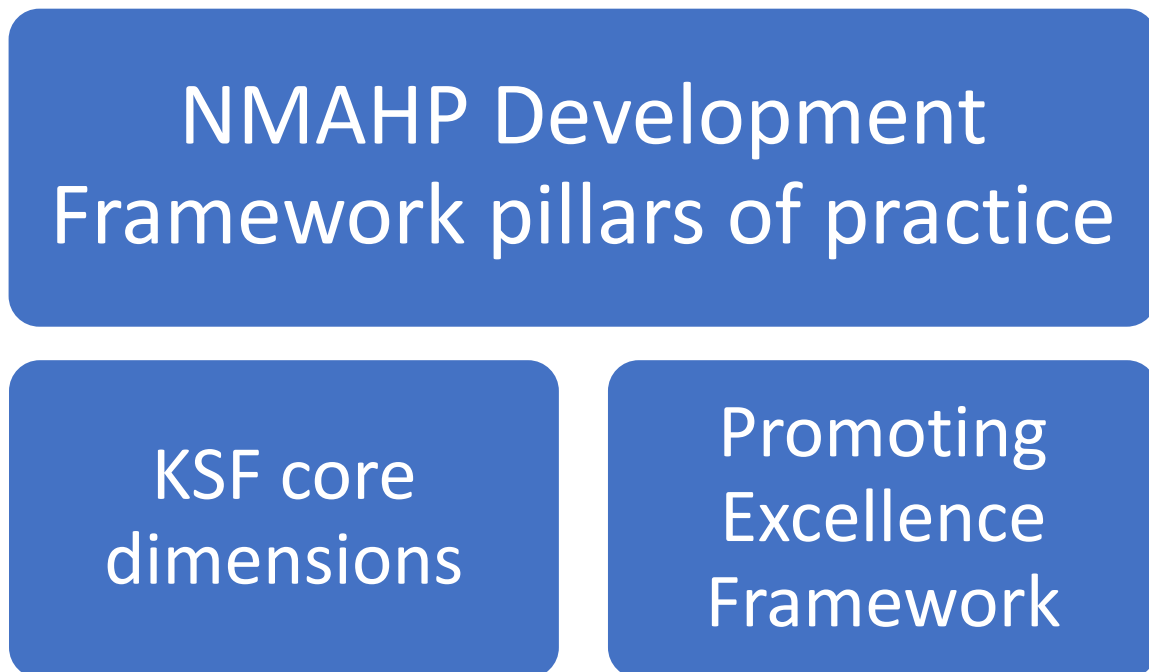 NMAHP Development
Framework pillars of practice
KSF core
dimensions
Promoting
Excellence
Framework